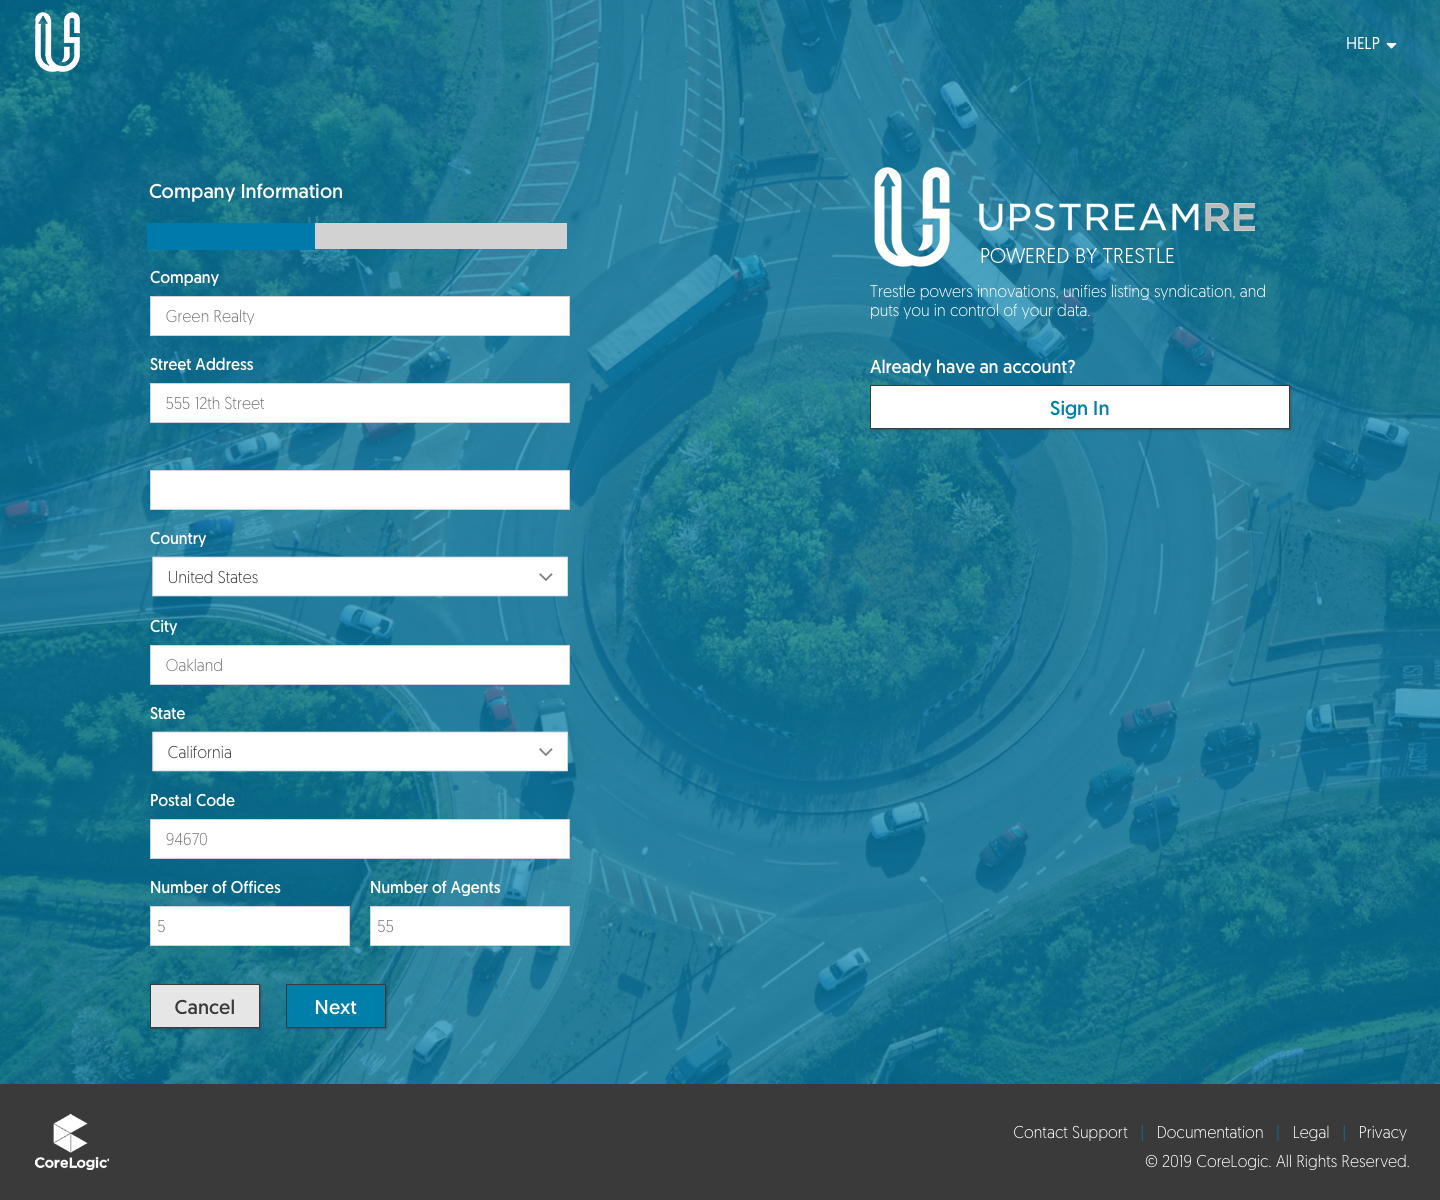 HELP
Company Information
Company
Green Realty
Street Address
555 12th Street
Country
United States
City
Oakland
State
California
Postal Code
94670
Number of Offices
Number of Agents
5
55
Cancel
Next
UPSTREAMRE
POWERED BY TRESTLE
Trestle powers innovations, unifies listing syndication, and
puts you in control of your data.
Already have an account?
Sign In
CoreLogic
Contact Support | Documentation | Legal | Privacy
© 2019 CoreLogic. All Rights Reserved.